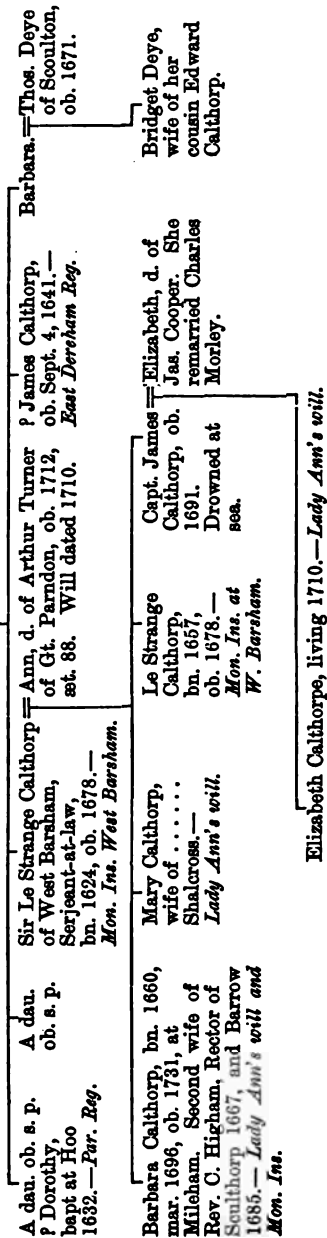 A dau. ob. s. p.
? Dorothy,
bapt at Hoo
1632.—Par. Reg.
A dau.
ob. s. p.
Sir Le Strange Calthorp
of West Barsham,
Serjeant-at-law,
bn. 1624, ob. 1678.—
Mon. Ins. West Barsham.
=
Ann, d. of Arthur Turner
of Gt. Parndon, ob. 1712,
æt. 88. Will dated 1710.
? James Calthorp,
ob. Sept. 4, 1641.—
East Dereham Reg.
Barbara.
=
Thos. Deye
of Scoulton,
ob. 1671.
Barbara Calthorp, bn. 1660,
mar. 1696, ob. 1731, at
Mileham. Second wife of
Rev. C. Higham, Rector of
Sculthorp 1667, and Barrow
1685.—Lady Ann's will and
Mon. Ins.
Mary Calthorp,
wife of .......
Shalcross.—
Lady Ann's will.
Le Strange
Calthorp,
bn. 1657,
ob. 1678.—
Mon. Ins. at
W. Barsham.
Capt. James
Calthorp, ob.
1691.
Drowned at
sea.
=
Elizabeth, d. of
Jas. Cooper. She
remarried Charles
Morley.
Bridget Deye,
wife of her
cousin Edward
Calthorp.
Elizabeth Calthorpe, living 1710.—Lady Ann's will.